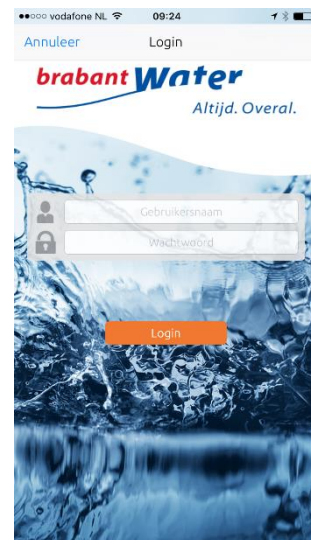 vodafone NL 09:24
Annuleer Login
brabant Water
Altijd. Overal.
Gebruikersnaam
Wachtwoord
Login